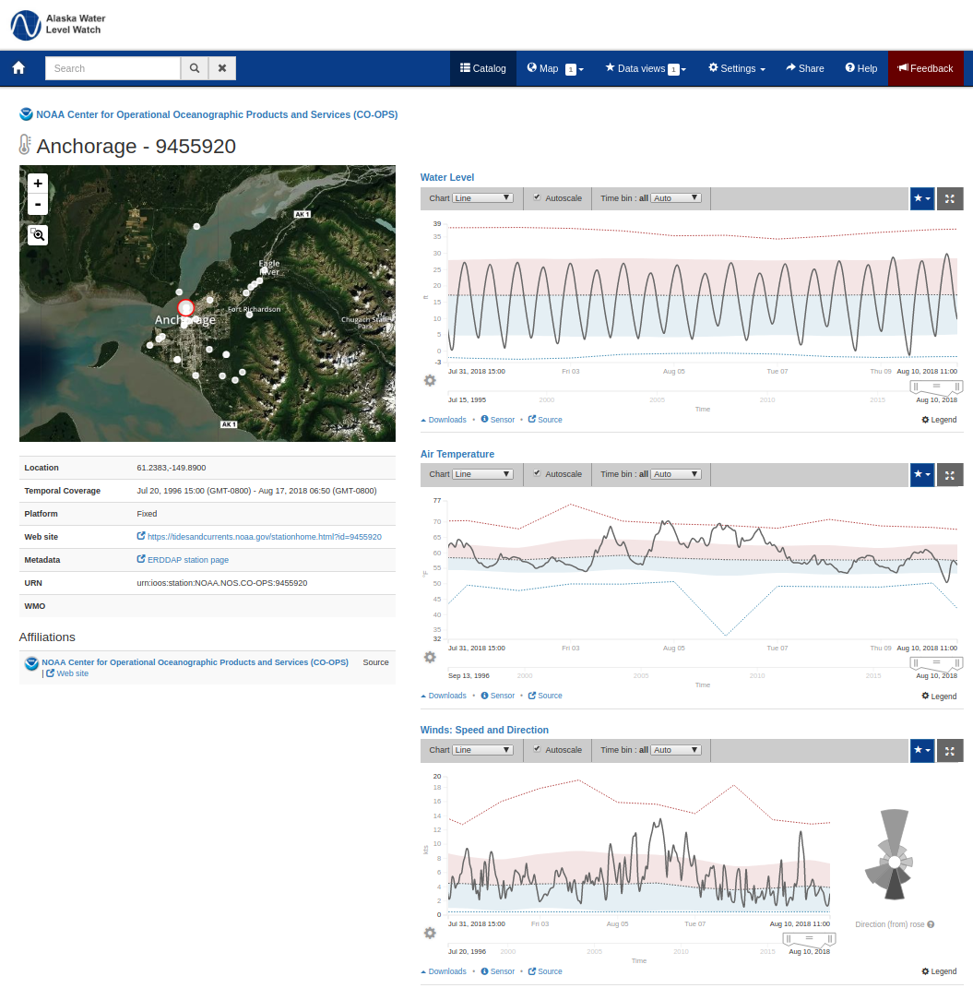 Alaska Water
Level Watch
Search
Catalog
Map 1
Data views 1
Settings
Share
Help
Feedback
NOAA Center for Operational Oceanographic Products and Services (CO-OPS)
Anchorage - 9455920
+
-
AK 1
Eagle
River
Fort Richardson
Anchorage
Chugach State
Park
AK 1
Location 61.2383,-149.8900
Temporal Coverage Jul 20, 1996 15:00 (GMT-0800) - Aug 17, 2018 06:50 (GMT-0800)
Platform Fixed
Web site https://tidesandcurrents.noaa.gov/stationhome.html?id=9455920
Metadata ERDDAP station page
URN urn:ioos:station:NOAA.NOS.CO-OPS:9455920
WMO
Affiliations
NOAA Center for Operational Oceanographic Products and Services (CO-OPS) Source
| Web site
Water Level
Chart Line Autoscale Time bin : all Auto
39
35
30
25
20
15
10
5
0
-3
ft
Jul 31, 2018 15:00 Fri 03 Aug 05 Tue 07 Thu 09 Aug 10, 2018 11:00
Jul 15, 1995 2000 2005 2010 2015 Aug 10, 2018
Time
Downloads • Sensor • Source Legend
Air Temperature
Chart Line Autoscale Time bin : all Auto
77
70
65
60
55
50
45
40
35
32
°F
Jul 31, 2018 15:00 Fri 03 Aug 05 Tue 07 Thu 09 Aug 10, 2018 11:00
Sep 13, 1996 2000 2005 2010 2015 Aug 10, 2018
Time
Downloads • Sensor • Source Legend
Winds: Speed and Direction
Chart Line Autoscale Time bin : all Auto
20
18
16
14
12
10
8
6
4
2
0
kts
Jul 31, 2018 15:00 Fri 03 Aug 05 Tue 07 Aug 10, 2018 11:00
Direction (from) rose ?
Jul 20, 1996 2000 2005 2010 2015 Aug 10, 2018
Time
Downloads • Sensor • Source Legend